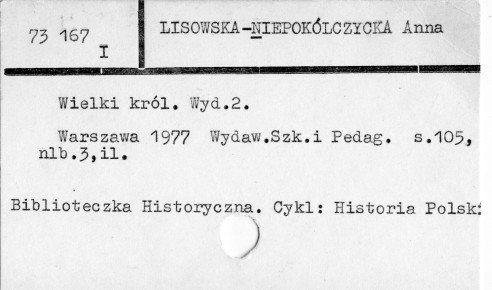 73 167
I
LISOWSKA-NIEPOKÓLCZYCKA Anna
Wielki król. Wyd.2.
Warszawa 1977 Wydaw.Szk.i Pedag. s.105,
nlb.3,il.
Biblioteczka Historyczna. Cykl: Historia Polski